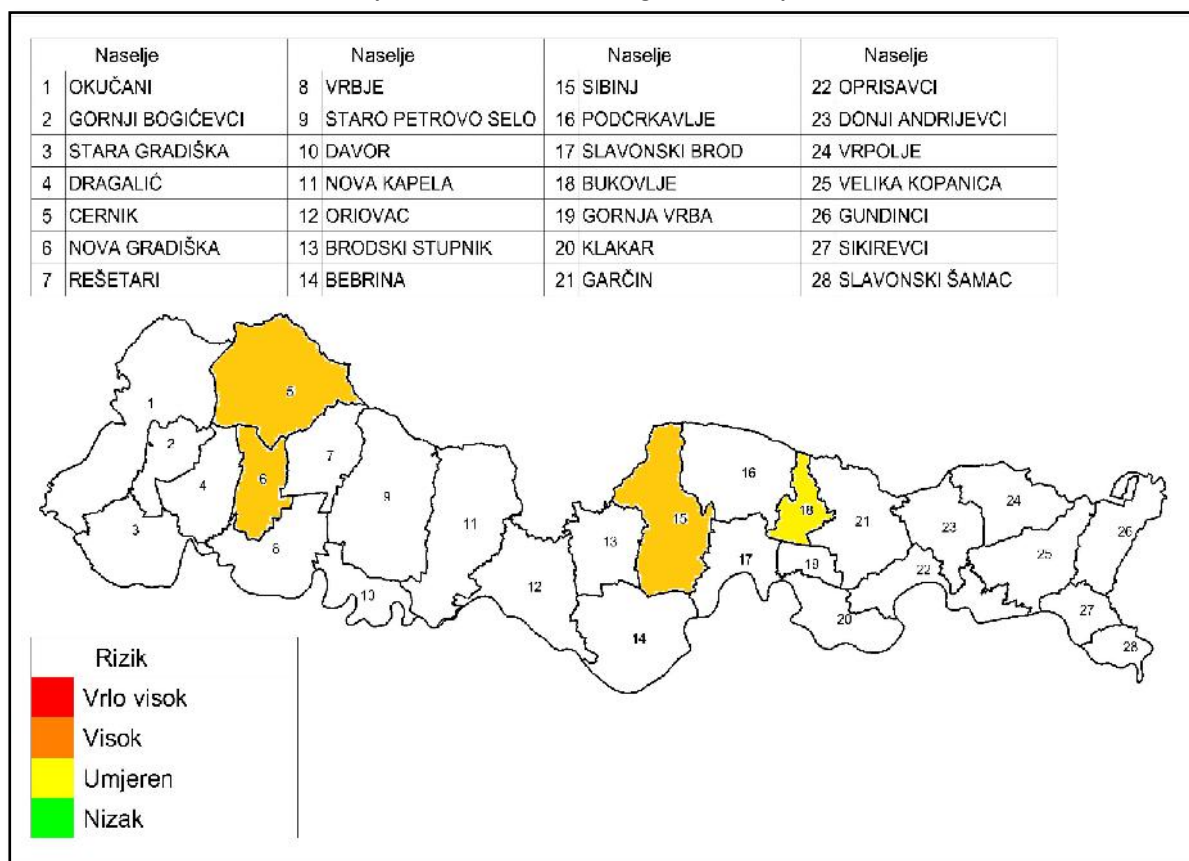 Naselje Naselje Naselje Naselje
1 OKUČANI 8 VRBJE 15 SIBINJ 22 OPRISAVCI
2 GORNJI BOGIĆEVCI 9 STARO PETROVO SELO 16 PODCRKAVLJE 23 DONJI ANDRIJEVCI
3 STARA GRADIŠKA 10 DAVOR 17 SLAVONSKI BROD 24 VRPOLJE
4 DRAGALIĆ 11 NOVA KAPELA 18 BUKOVLJE 25 VELIKA KOPANICA
5 CERNIK 12 ORIOVAC 19 GORNJA VRBA 26 GUNDINCI
6 NOVA GRADIŠKA 13 BRODSKI STUPNIK 20 KLAKAR 27 SIKIREVCI
7 REŠETARI 14 BEBRINA 21 GARČIN 28 SLAVONSKI ŠAMAC
5
1
2
7
4
6
9
3
11
8
10
12
13
15
14
16
17
18
19
20
21
22
23
24
25
26
27
28
Rizik
Vrlo visok
Visok
Umjeren
Nizak